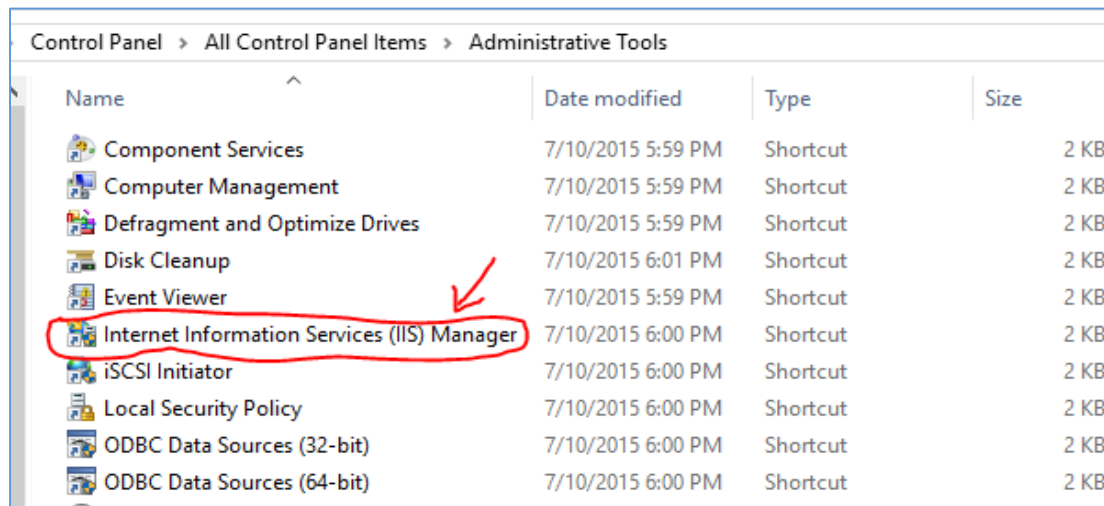 Control Panel > All Control Panel Items > Administrative Tools
Name Date modified Type Size
Component Services 7/10/2015 5:59 PM Shortcut 2 KB
Computer Management 7/10/2015 5:59 PM Shortcut 2 KB
Defragment and Optimize Drives 7/10/2015 5:59 PM Shortcut 2 KB
Disk Cleanup 7/10/2015 6:01 PM Shortcut 2 KB
Event Viewer 7/10/2015 5:59 PM Shortcut 2 KB
Internet Information Services (IIS) Manager 7/10/2015 6:00 PM Shortcut 2 KB
iSCSI Initiator 7/10/2015 6:00 PM Shortcut 2 KB
Local Security Policy 7/10/2015 6:00 PM Shortcut 2 KB
ODBC Data Sources (32-bit) 7/10/2015 6:00 PM Shortcut 2 KB
ODBC Data Sources (64-bit) 7/10/2015 6:00 PM Shortcut 2 KB